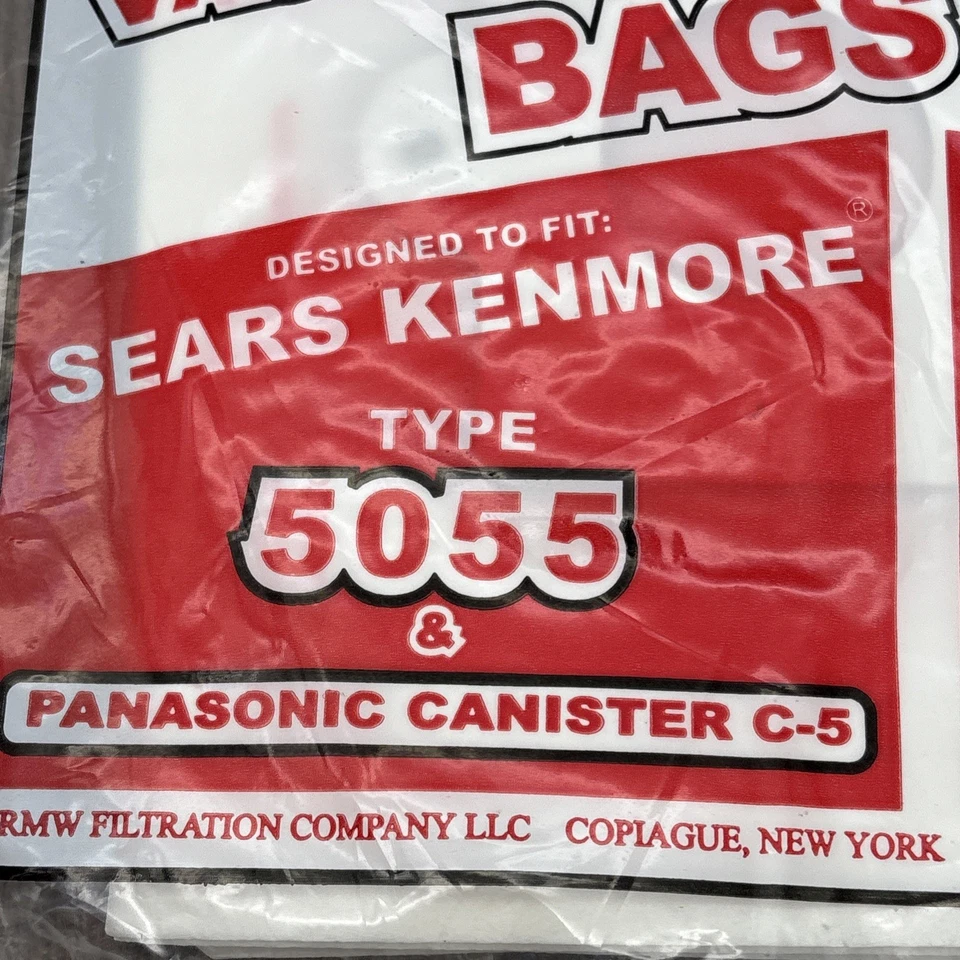 BAGS
DESIGNED TO FIT:
SEARS KENMORE®
TYPE
5055
&
PANASONIC CANISTER C-5
RMW FILTRATION COMPANY LLC COPIAGUE, NEW YORK